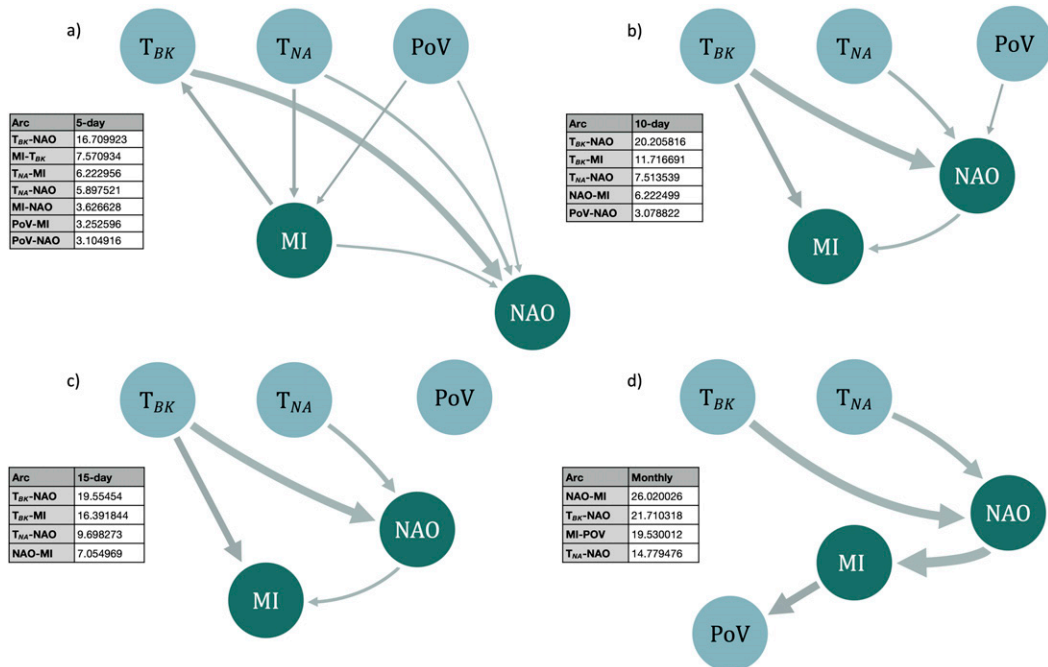 a)
T_BK
T_NA
PoV
Arc 5-day
T_BK-NAO 16.709923
MI-T_BK 7.570934
T_NA-MI 6.222956
T_NA-NAO 5.897521
MI-NAO 3.626628
PoV-MI 3.252596
PoV-NAO 3.104916
MI
NAO
b)
T_BK
T_NA
PoV
Arc 10-day
T_BK-NAO 20.205816
T_BK-MI 11.716691
T_NA-NAO 7.513539
NAO-MI 6.222499
PoV-NAO 3.078822
NAO
MI
c)
T_BK
T_NA
PoV
Arc 15-day
T_BK-NAO 19.55454
T_BK-MI 16.391844
T_NA-NAO 9.698273
NAO-MI 7.054969
NAO
MI
d)
T_BK
T_NA
Arc Monthly
NAO-MI 26.020026
T_BK-NAO 21.710318
MI-POV 19.530012
T_NA-NAO 14.779476
NAO
MI
PoV